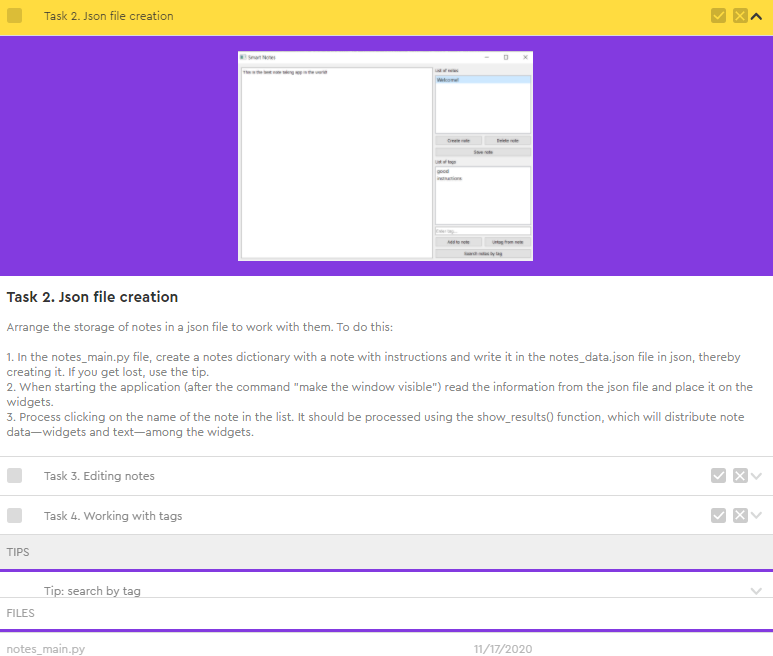 Task 2. Json file creation
Smart Notes
This is the best note taking app in the world!
List of notes
Welcome!
Create note
Delete note
Save note
List of tags
good
instructions
Enter tag...
Add to note
Untag from note
Search notes by tag
Task 2. Json file creation
Arrange the storage of notes in a json file to work with them. To do this:
1. In the notes_main.py file, create a notes dictionary with a note with instructions and write it in the notes_data.json file in json, thereby
creating it. If you get lost, use the tip.
2. When starting the application (after the command "make the window visible") read the information from the json file and place it on the
widgets.
3. Process clicking on the name of the note in the list. It should be processed using the show_results() function, which will distribute note
data—widgets and text—among the widgets.
Task 3. Editing notes
Task 4. Working with tags
TIPS
Tip: search by tag
FILES
notes_main.py 11/17/2020